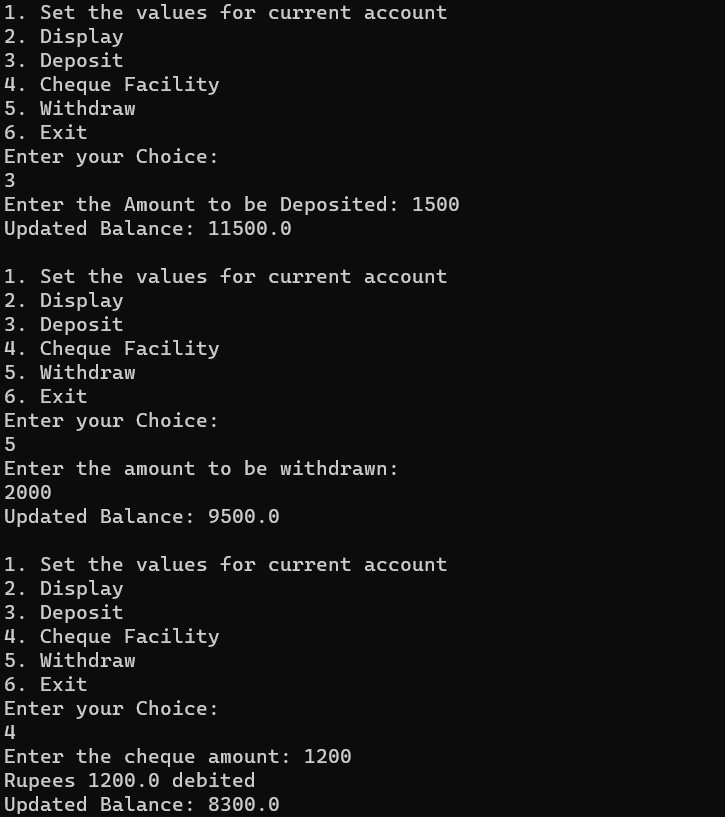 1. Set the values for current account
2. Display
3. Deposit
4. Cheque Facility
5. Withdraw
6. Exit
Enter your Choice:
3
Enter the Amount to be Deposited: 1500
Updated Balance: 11500.0

1. Set the values for current account
2. Display
3. Deposit
4. Cheque Facility
5. Withdraw
6. Exit
Enter your Choice:
5
Enter the amount to be withdrawn:
2000
Updated Balance: 9500.0

1. Set the values for current account
2. Display
3. Deposit
4. Cheque Facility
5. Withdraw
6. Exit
Enter your Choice:
4
Enter the cheque amount: 1200
Rupees 1200.0 debited
Updated Balance: 8300.0